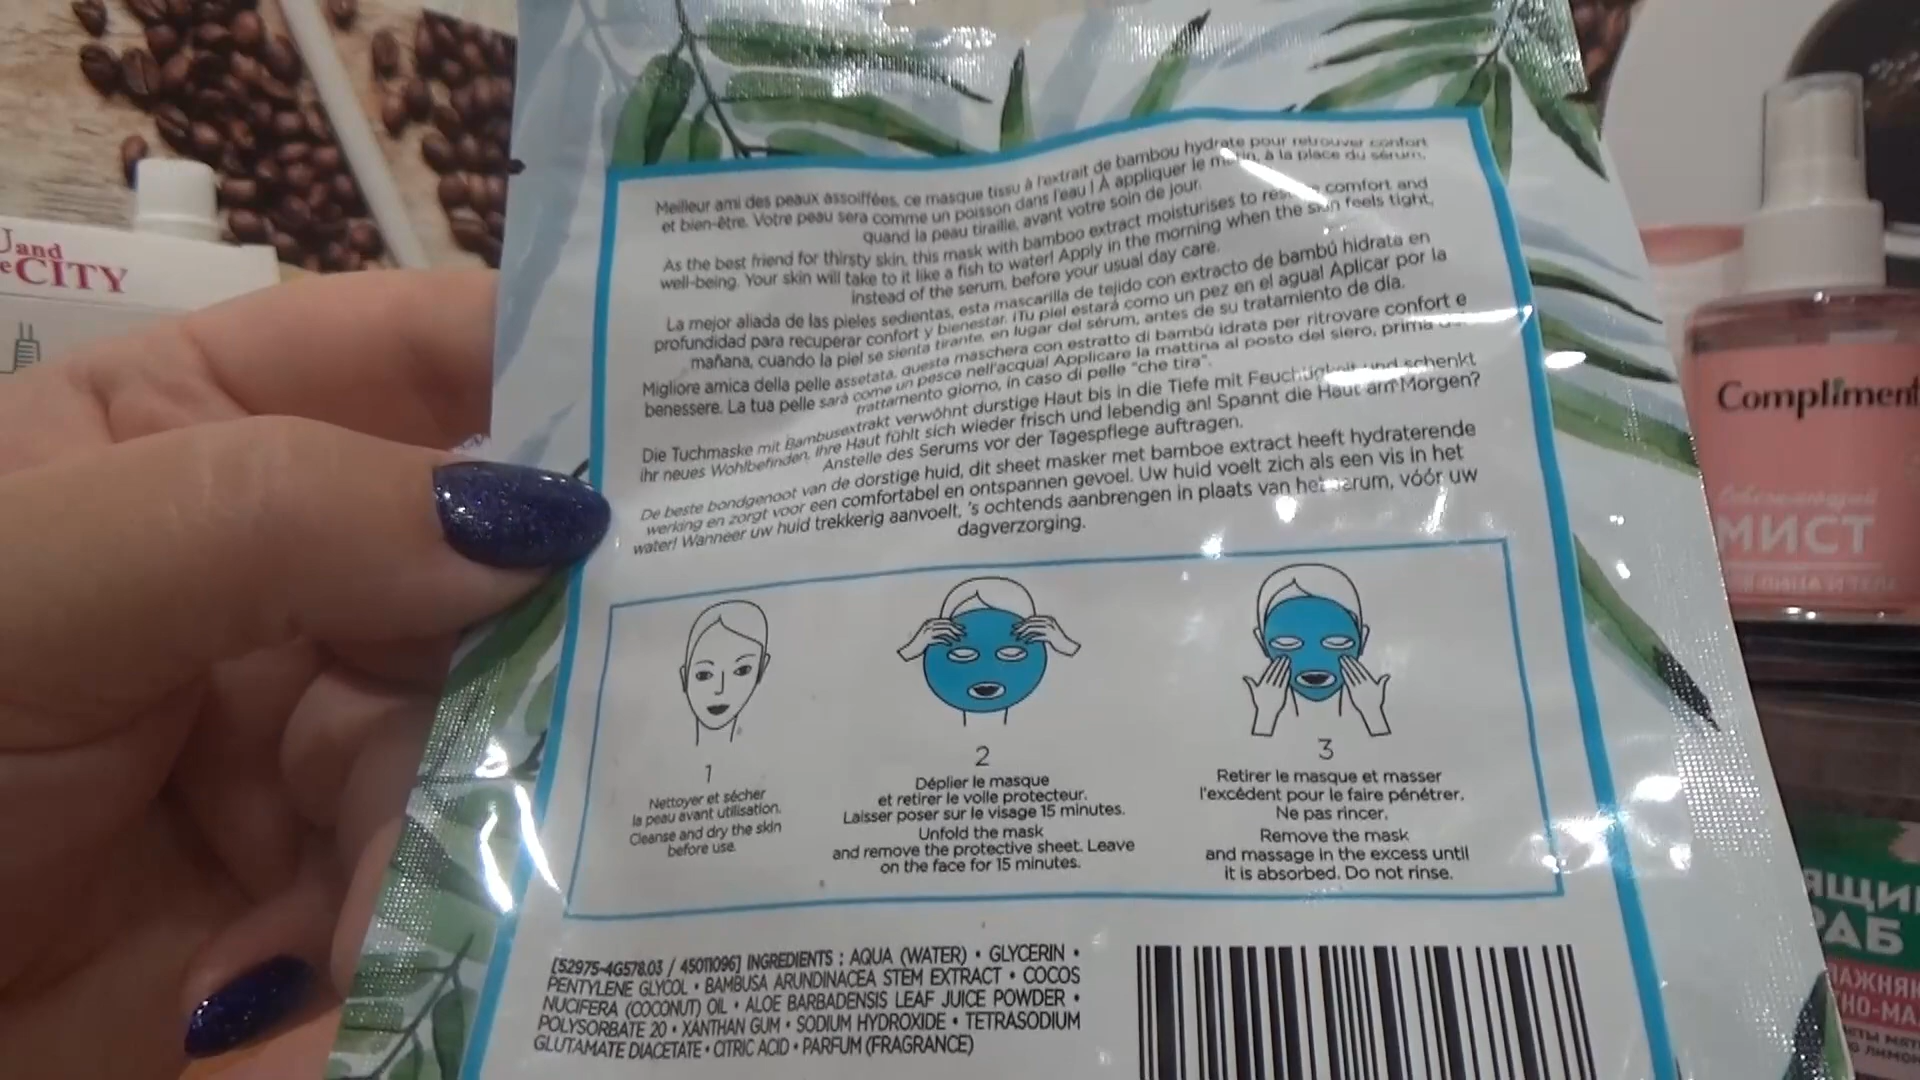 Meilleur ami des peaux assoiffées, ce masque tissu à l'extrait de bambou hydrate pour retrouver confort
et bien-être. Votre peau sera comme un poisson dans l'eau ! À appliquer le matin, à la place du sérum,
quand la peau tiraille, avant votre soin de jour.
As the best friend for thirsty skin, this mask with bamboo extract moisturises to comfort and
well-being. Your skin will take to it like a fish to water! Apply in the morning when the skin feels tight,
instead of the serum, before your usual day care.
La mejor aliada de las pieles sedientas, esta mascarilla de tejido con extracto de bambú hidrata en
profundidad para recuperar confort y bienestar. ¡Tu piel estará como un pez en el agua! Aplicar por la
mañana, cuando la piel se sienta tirante, en lugar del sérum, antes de su tratamiento de día.
Migliore amica della pelle assetata, questa maschera con estratto di bambù idrata per ritrovare confort e
benessere. La tua pelle sarà come un pesce nell'acqua! Applicare la mattina al posto del siero, prima
trattamento giorno, in caso di pelle "che tira".
Die Tuchmaske mit Bambusextrakt verwöhnt durstige Haut bis in die Tiefe mit Feuchtigkeit und schenkt
ihr neues Wohlbefinden. Ihre Haut fühlt sich wieder frisch und lebendig an! Spannt die Haut am Morgen?
Anstelle des Serums vor der Tagespflege auftragen.
De beste bondgenoot van de dorstige huid, dit sheet masker met bamboe extract heeft hydraterende
werking en zorgt voor een comfortabel en ontspannen gevoel. Uw huid voelt zich als een vis in het
water! Wanneer uw huid trekkerig aanvoelt, 's ochtends aanbrengen in plaats van het serum, vóór uw
dagverzorging.
1
Nettoyer et sécher
la peau avant utilisation.
Cleanse and dry the skin
before use.
2
Déplier le masque
et retirer le voile protecteur.
Laisser poser sur le visage 15 minutes.
Unfold the mask
and remove the protective sheet. Leave
on the face for 15 minutes.
3
Retirer le masque et masser
l'excédent pour le faire pénétrer.
Ne pas rincer.
Remove the mask
and massage in the excess until
it is absorbed. Do not rinse.
[52975-4G578.03 / 45011096] INGREDIENTS : AQUA (WATER) • GLYCERIN •
PENTYLENE GLYCOL • BAMBUSA ARUNDINACEA STEM EXTRACT • COCOS
NUCIFERA (COCONUT) OIL • ALOE BARBADENSIS LEAF JUICE POWDER •
POLYSORBATE 20 • XANTHAN GUM • SODIUM HYDROXIDE • TETRASODIUM
GLUTAMATE DIACETATE • CITRIC ACID • PARFUM (FRAGRANCE)
and
CITY
Compliment
МИСТ